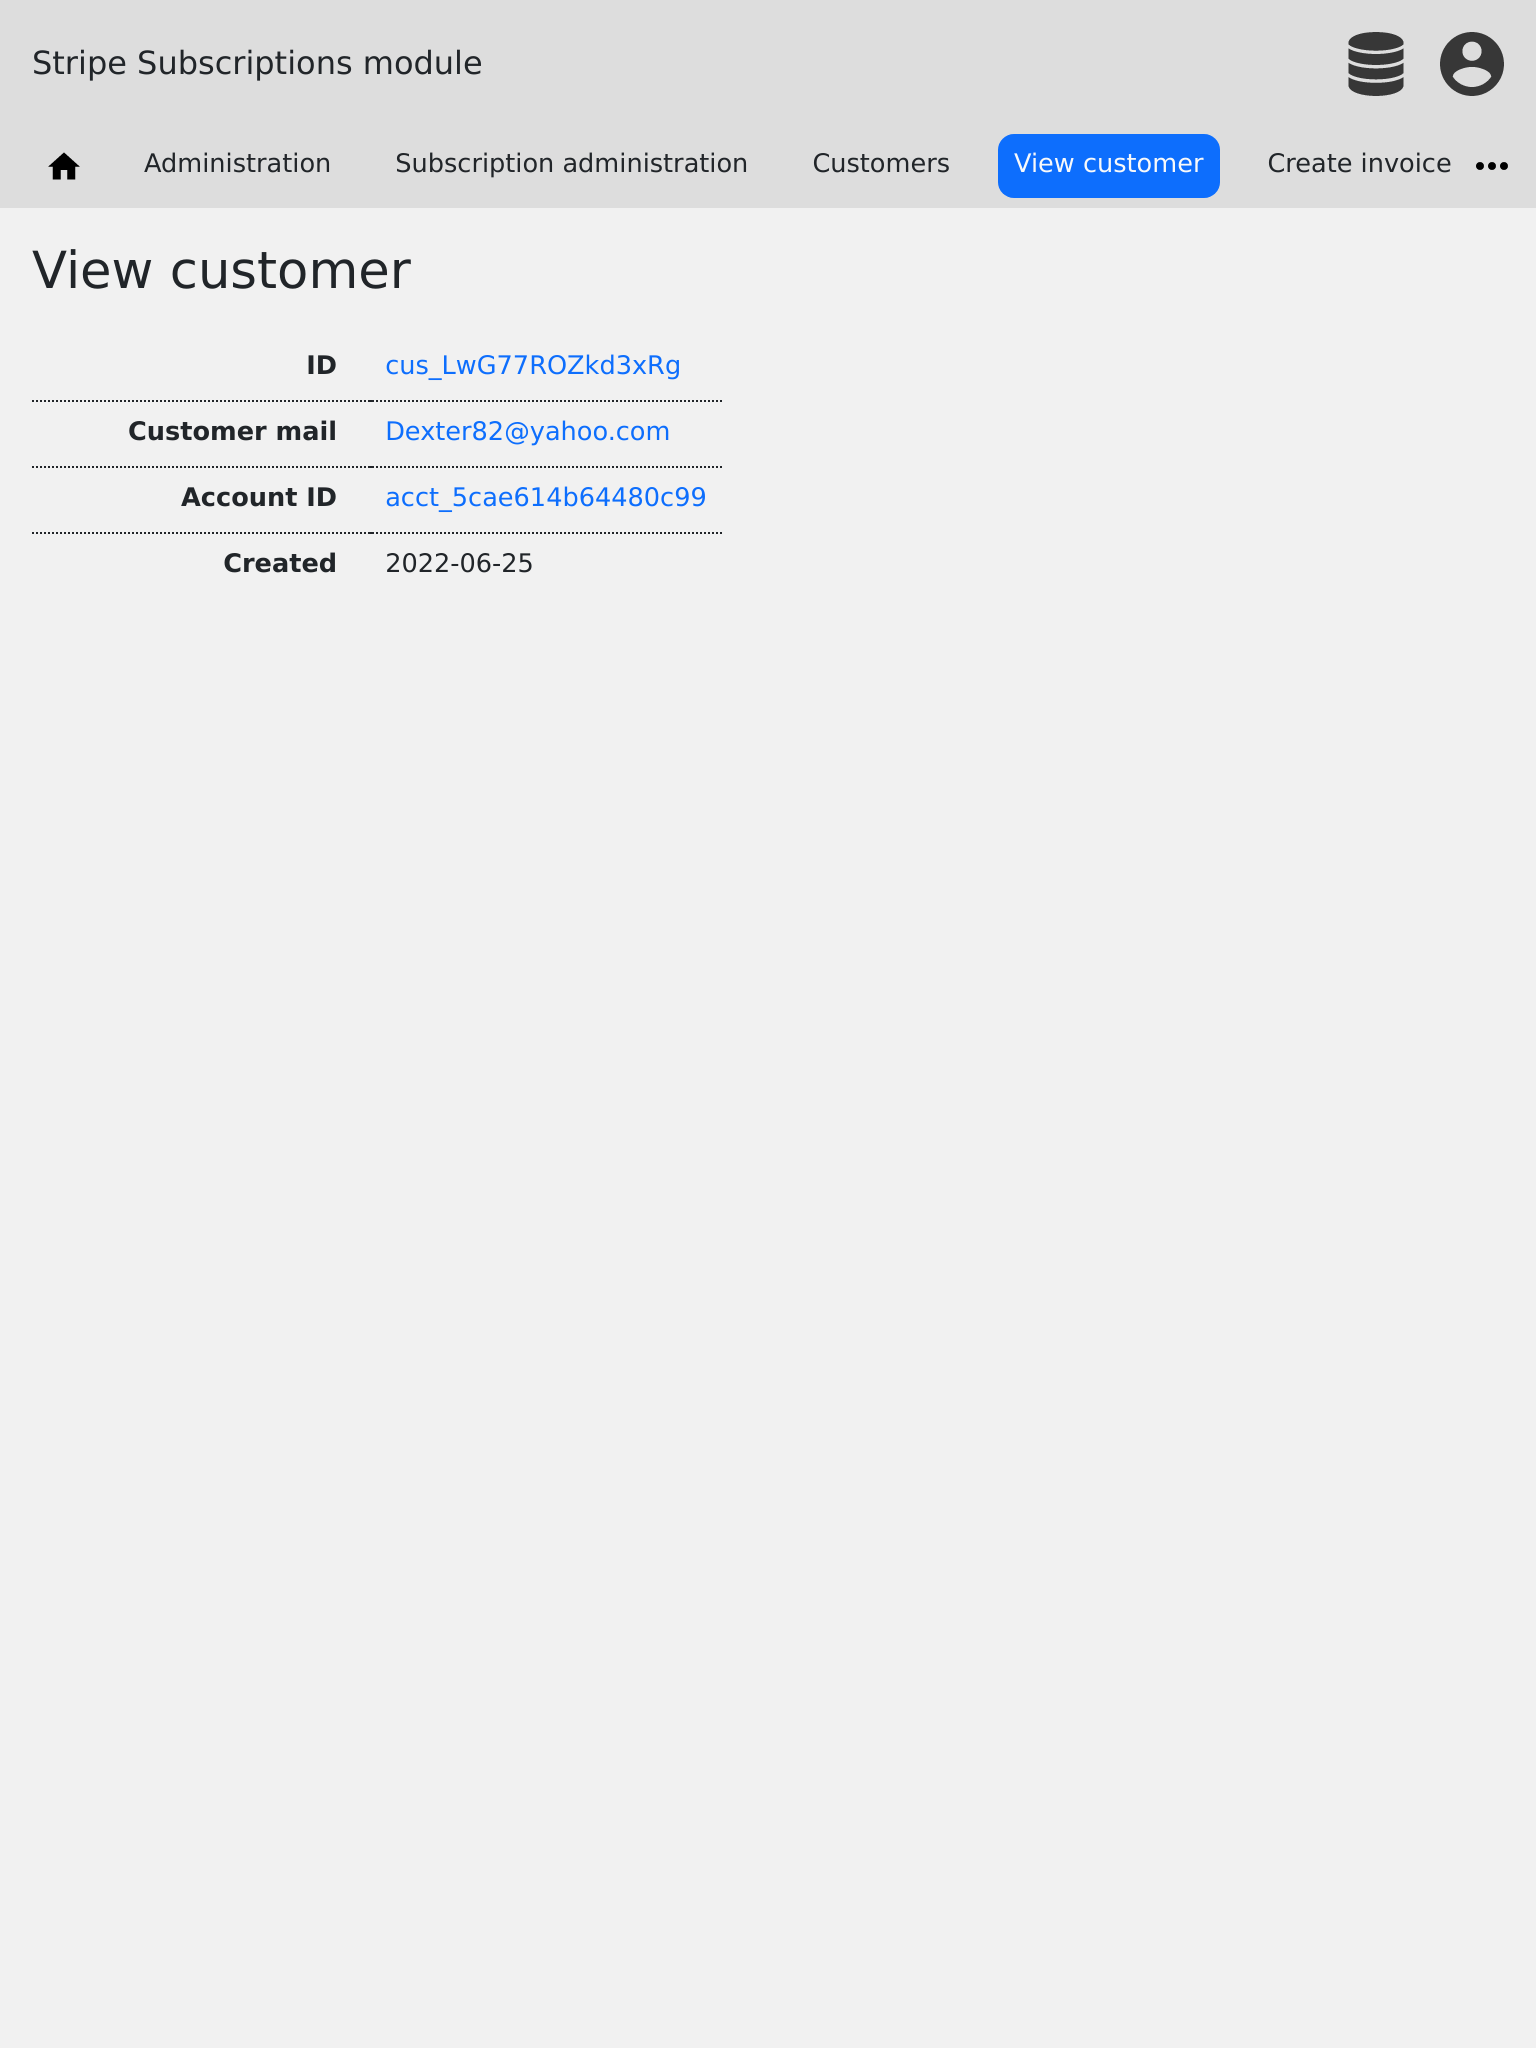 Stripe Subscriptions module
Administration Subscription administration Customers View customer Create invoice
View customer
ID cus_LwG77ROZkd3xRg
Customer mail Dexter82@yahoo.com
Account ID acct_5cae614b64480c99
Created 2022-06-25